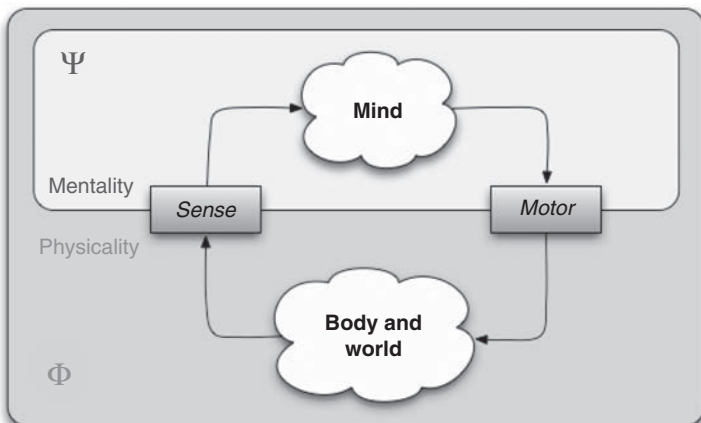 Ψ
Mind
Mentality
Sense
Motor
Physicality
Body and
world
Φ